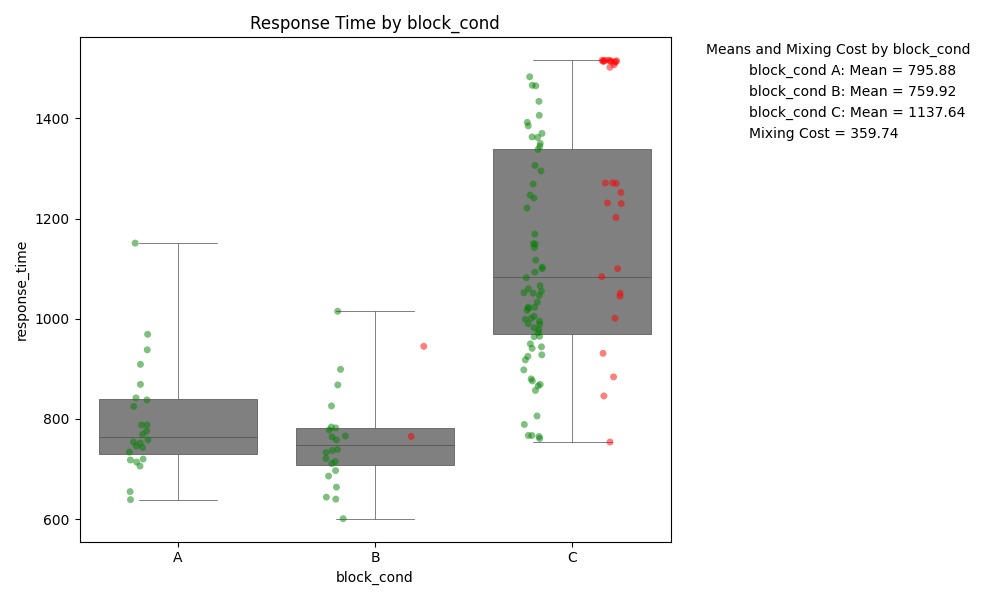 Response Time by block_cond
Means and Mixing Cost by block_cond
block_cond A: Mean = 795.88
block_cond B: Mean = 759.92
block_cond C: Mean = 1137.64
Mixing Cost = 359.74
response_time
1400
1200
1000
800
600
A B C
block_cond